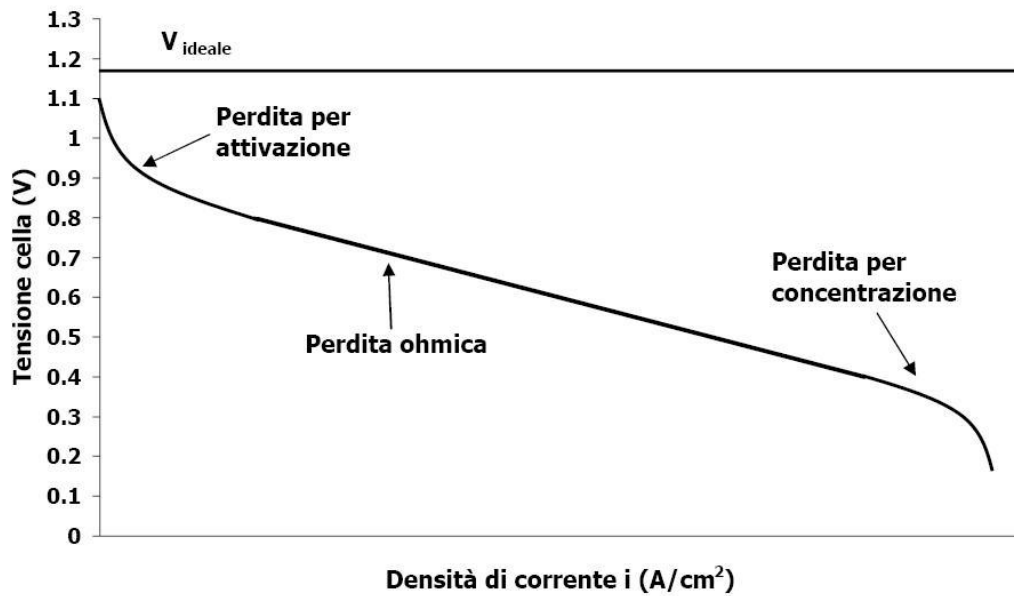 1.3
1.2
1.1
1
0.9
0.8
0.7
0.6
0.5
0.4
0.3
0.2
0.1
0
Tensione cella (V)
V ideale
Perdita per
attivazione
Perdita ohmica
Perdita per
concentrazione
Densità di corrente i (A/cm²)